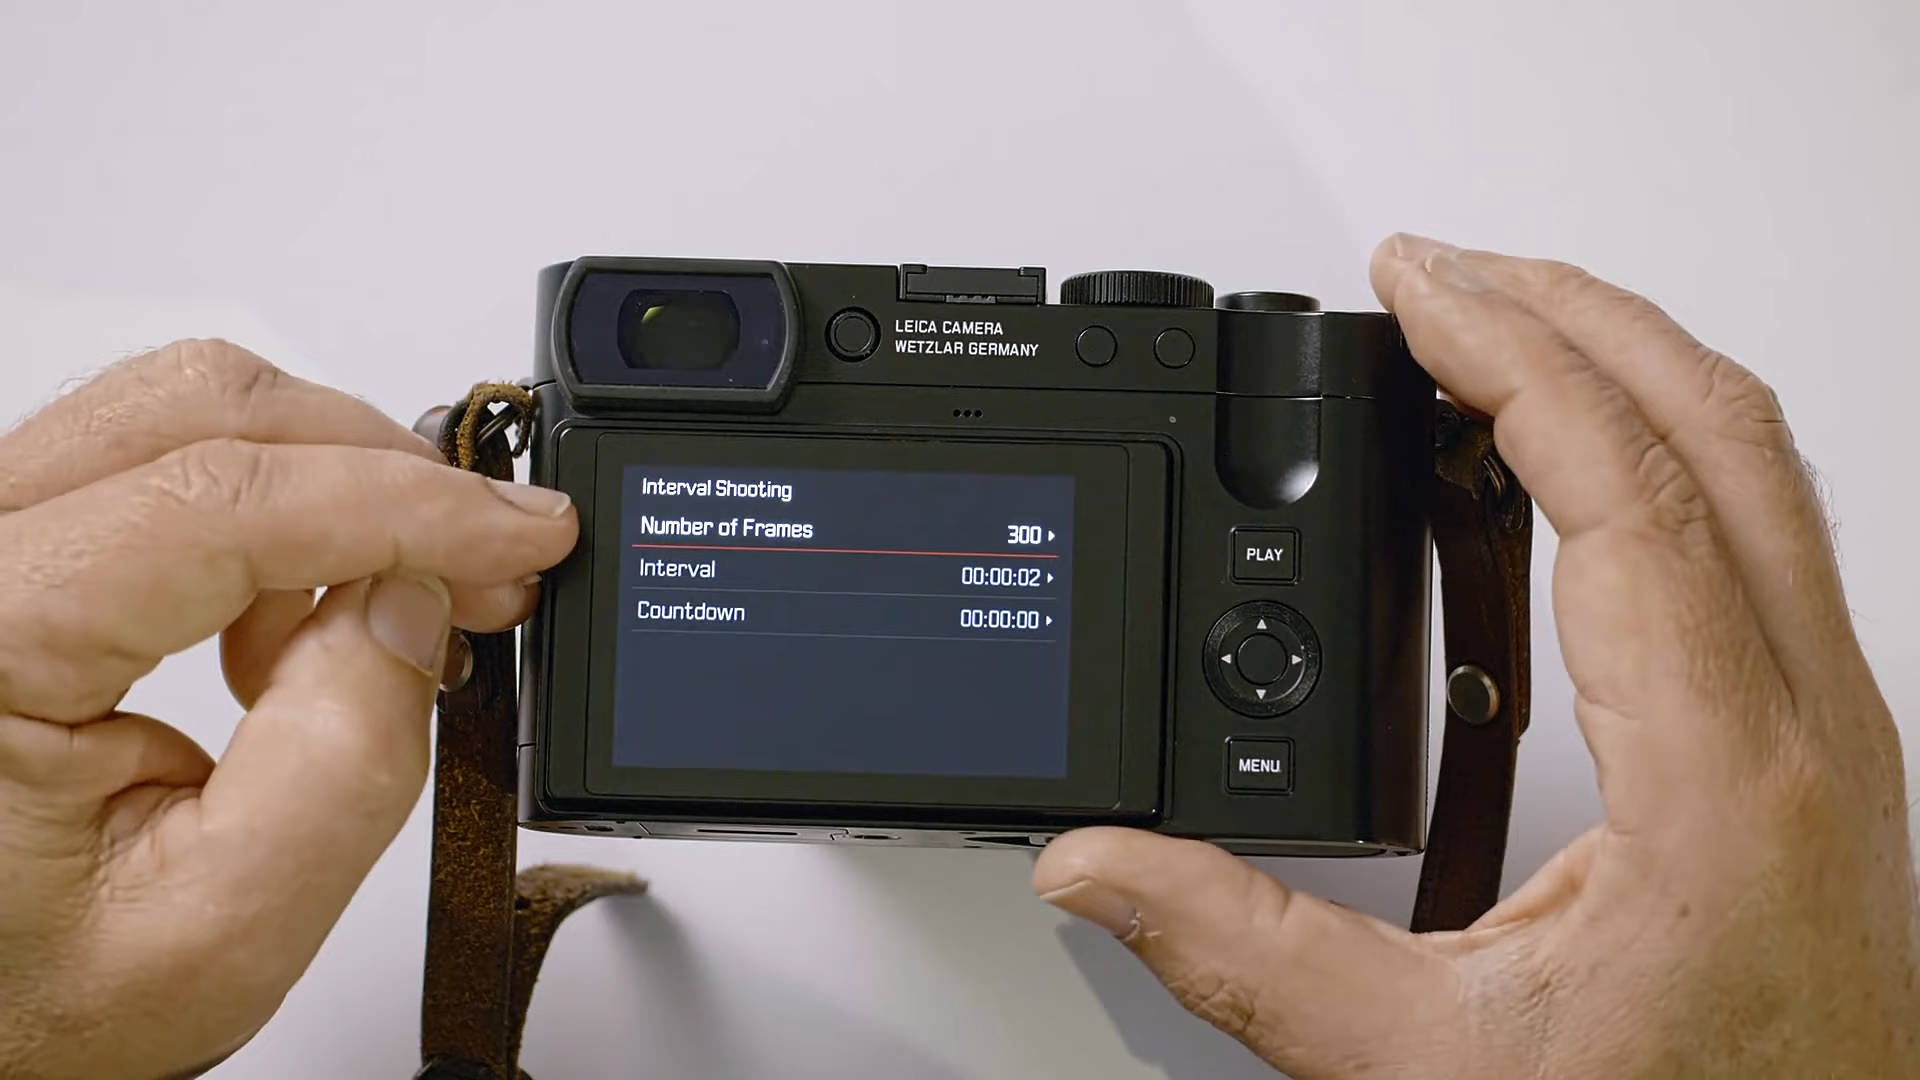 LEICA CAMERA
WETZLAR GERMANY
Interval Shooting
Number of Frames 300
Interval 00:00:02
Countdown 00:00:00
PLAY
MENU